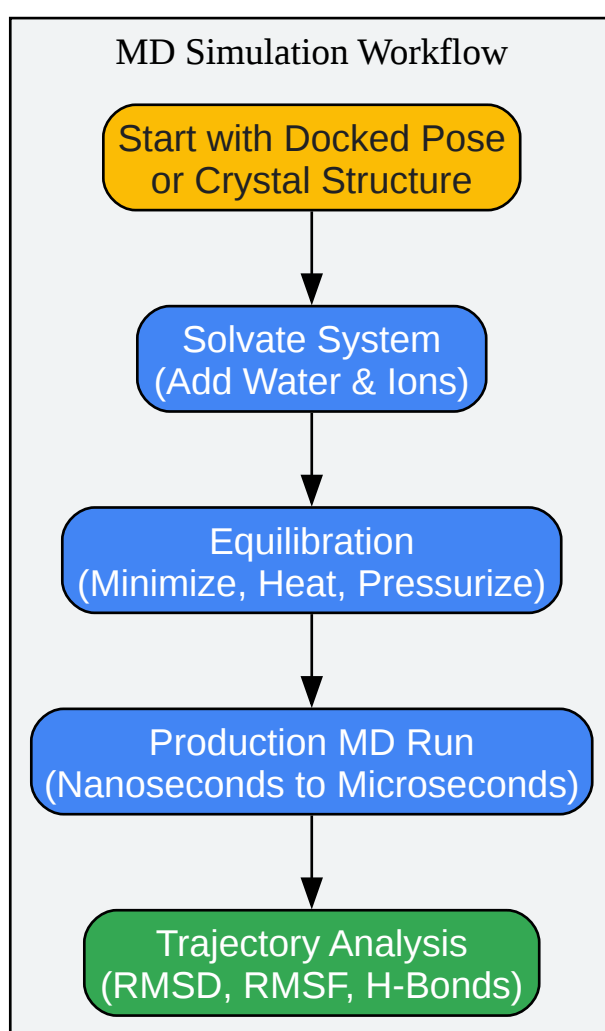 MD Simulation Workflow
Start with Docked Pose
or Crystal Structure
Solvate System
(Add Water & Ions)
Equilibration
(Minimize, Heat, Pressurize)
Production MD Run
(Nanoseconds to Microseconds)
Trajectory Analysis
(RMSD, RMSF, H-Bonds)